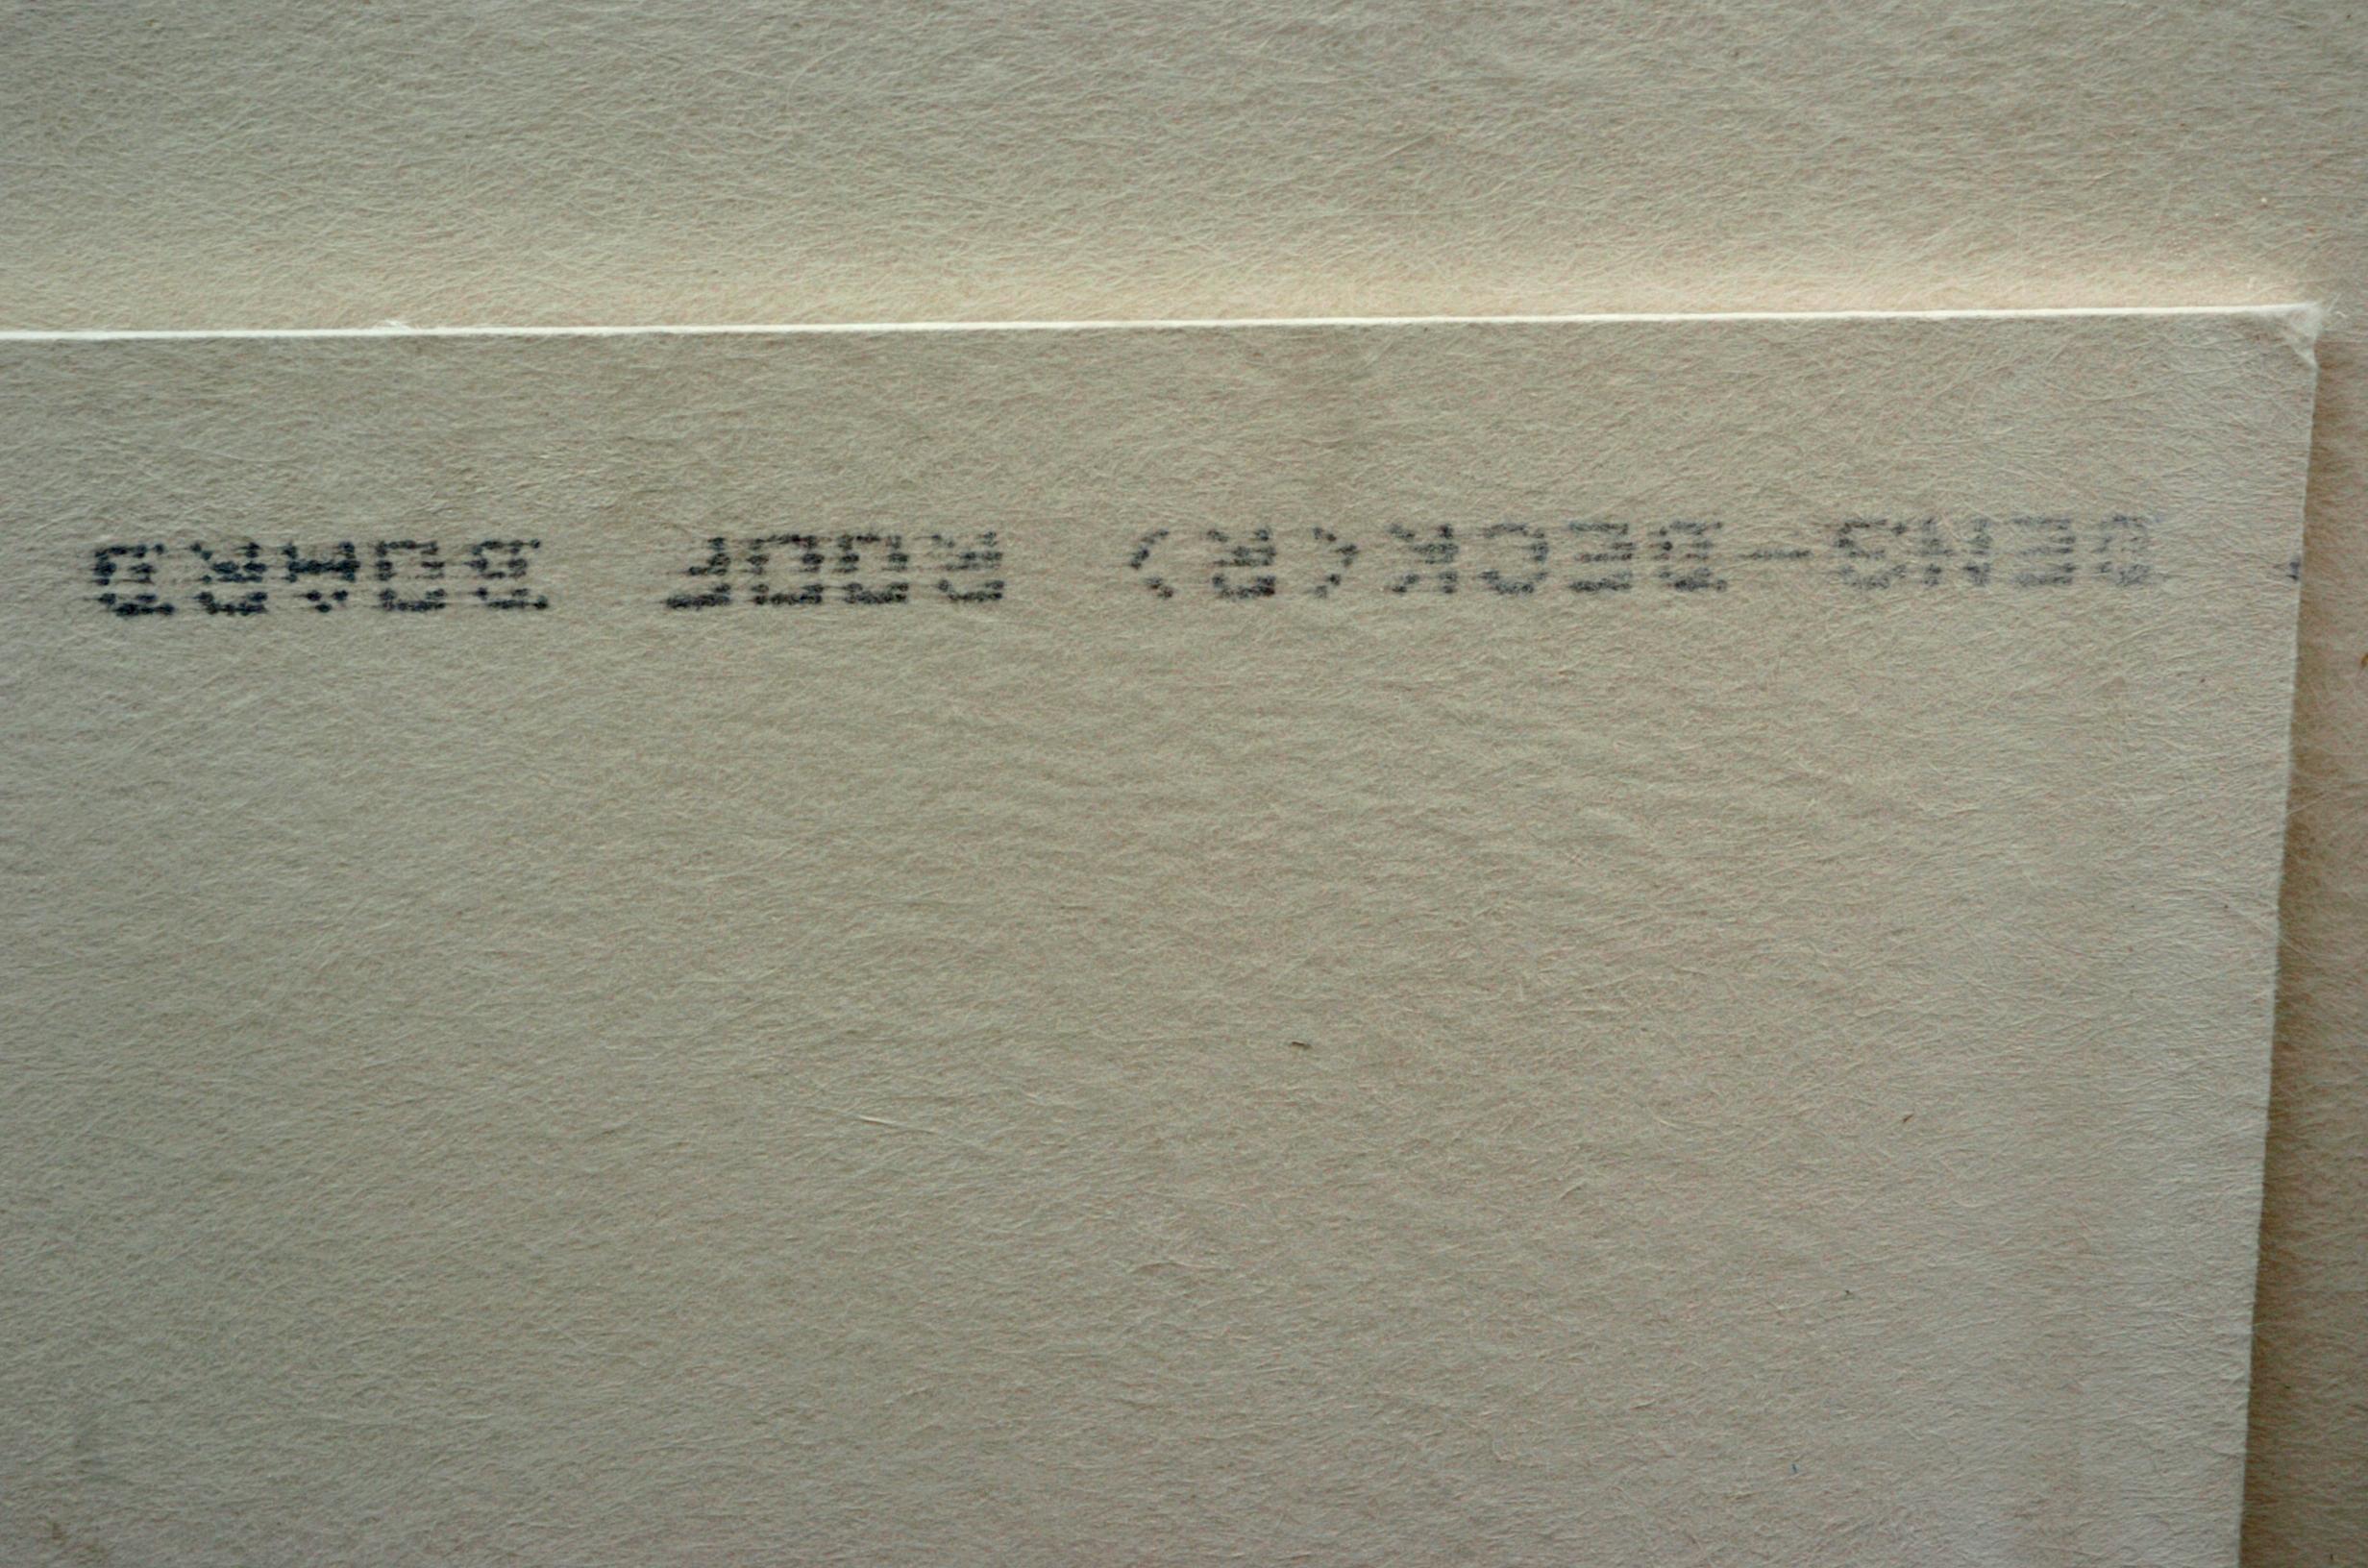 DENS-DECK(R) ROOF BOARD